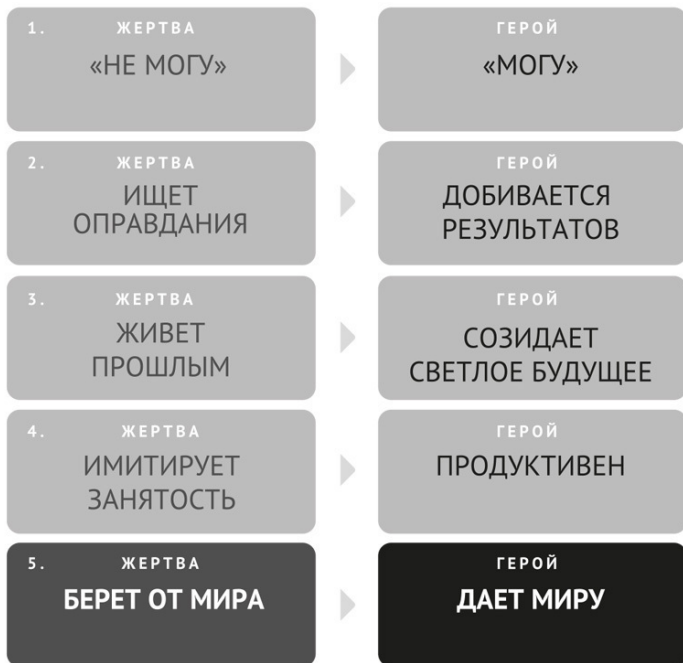 1. ЖЕРТВА
«НЕ МОГУ»
ГЕРОЙ
«МОГУ»
2. ЖЕРТВА
ИЩЕТ
ОПРАВДАНИЯ
ГЕРОЙ
ДОБИВАЕТСЯ
РЕЗУЛЬТАТОВ
3. ЖЕРТВА
ЖИВЕТ
ПРОШЛЫМ
ГЕРОЙ
СОЗИДАЕТ
СВЕТЛОЕ БУДУЩЕЕ
4. ЖЕРТВА
ИМИТИРУЕТ
ЗАНЯТОСТЬ
ГЕРОЙ
ПРОДУКТИВЕН
5. ЖЕРТВА
БЕРЕТ ОТ МИРА
ГЕРОЙ
ДАЕТ МИРУ